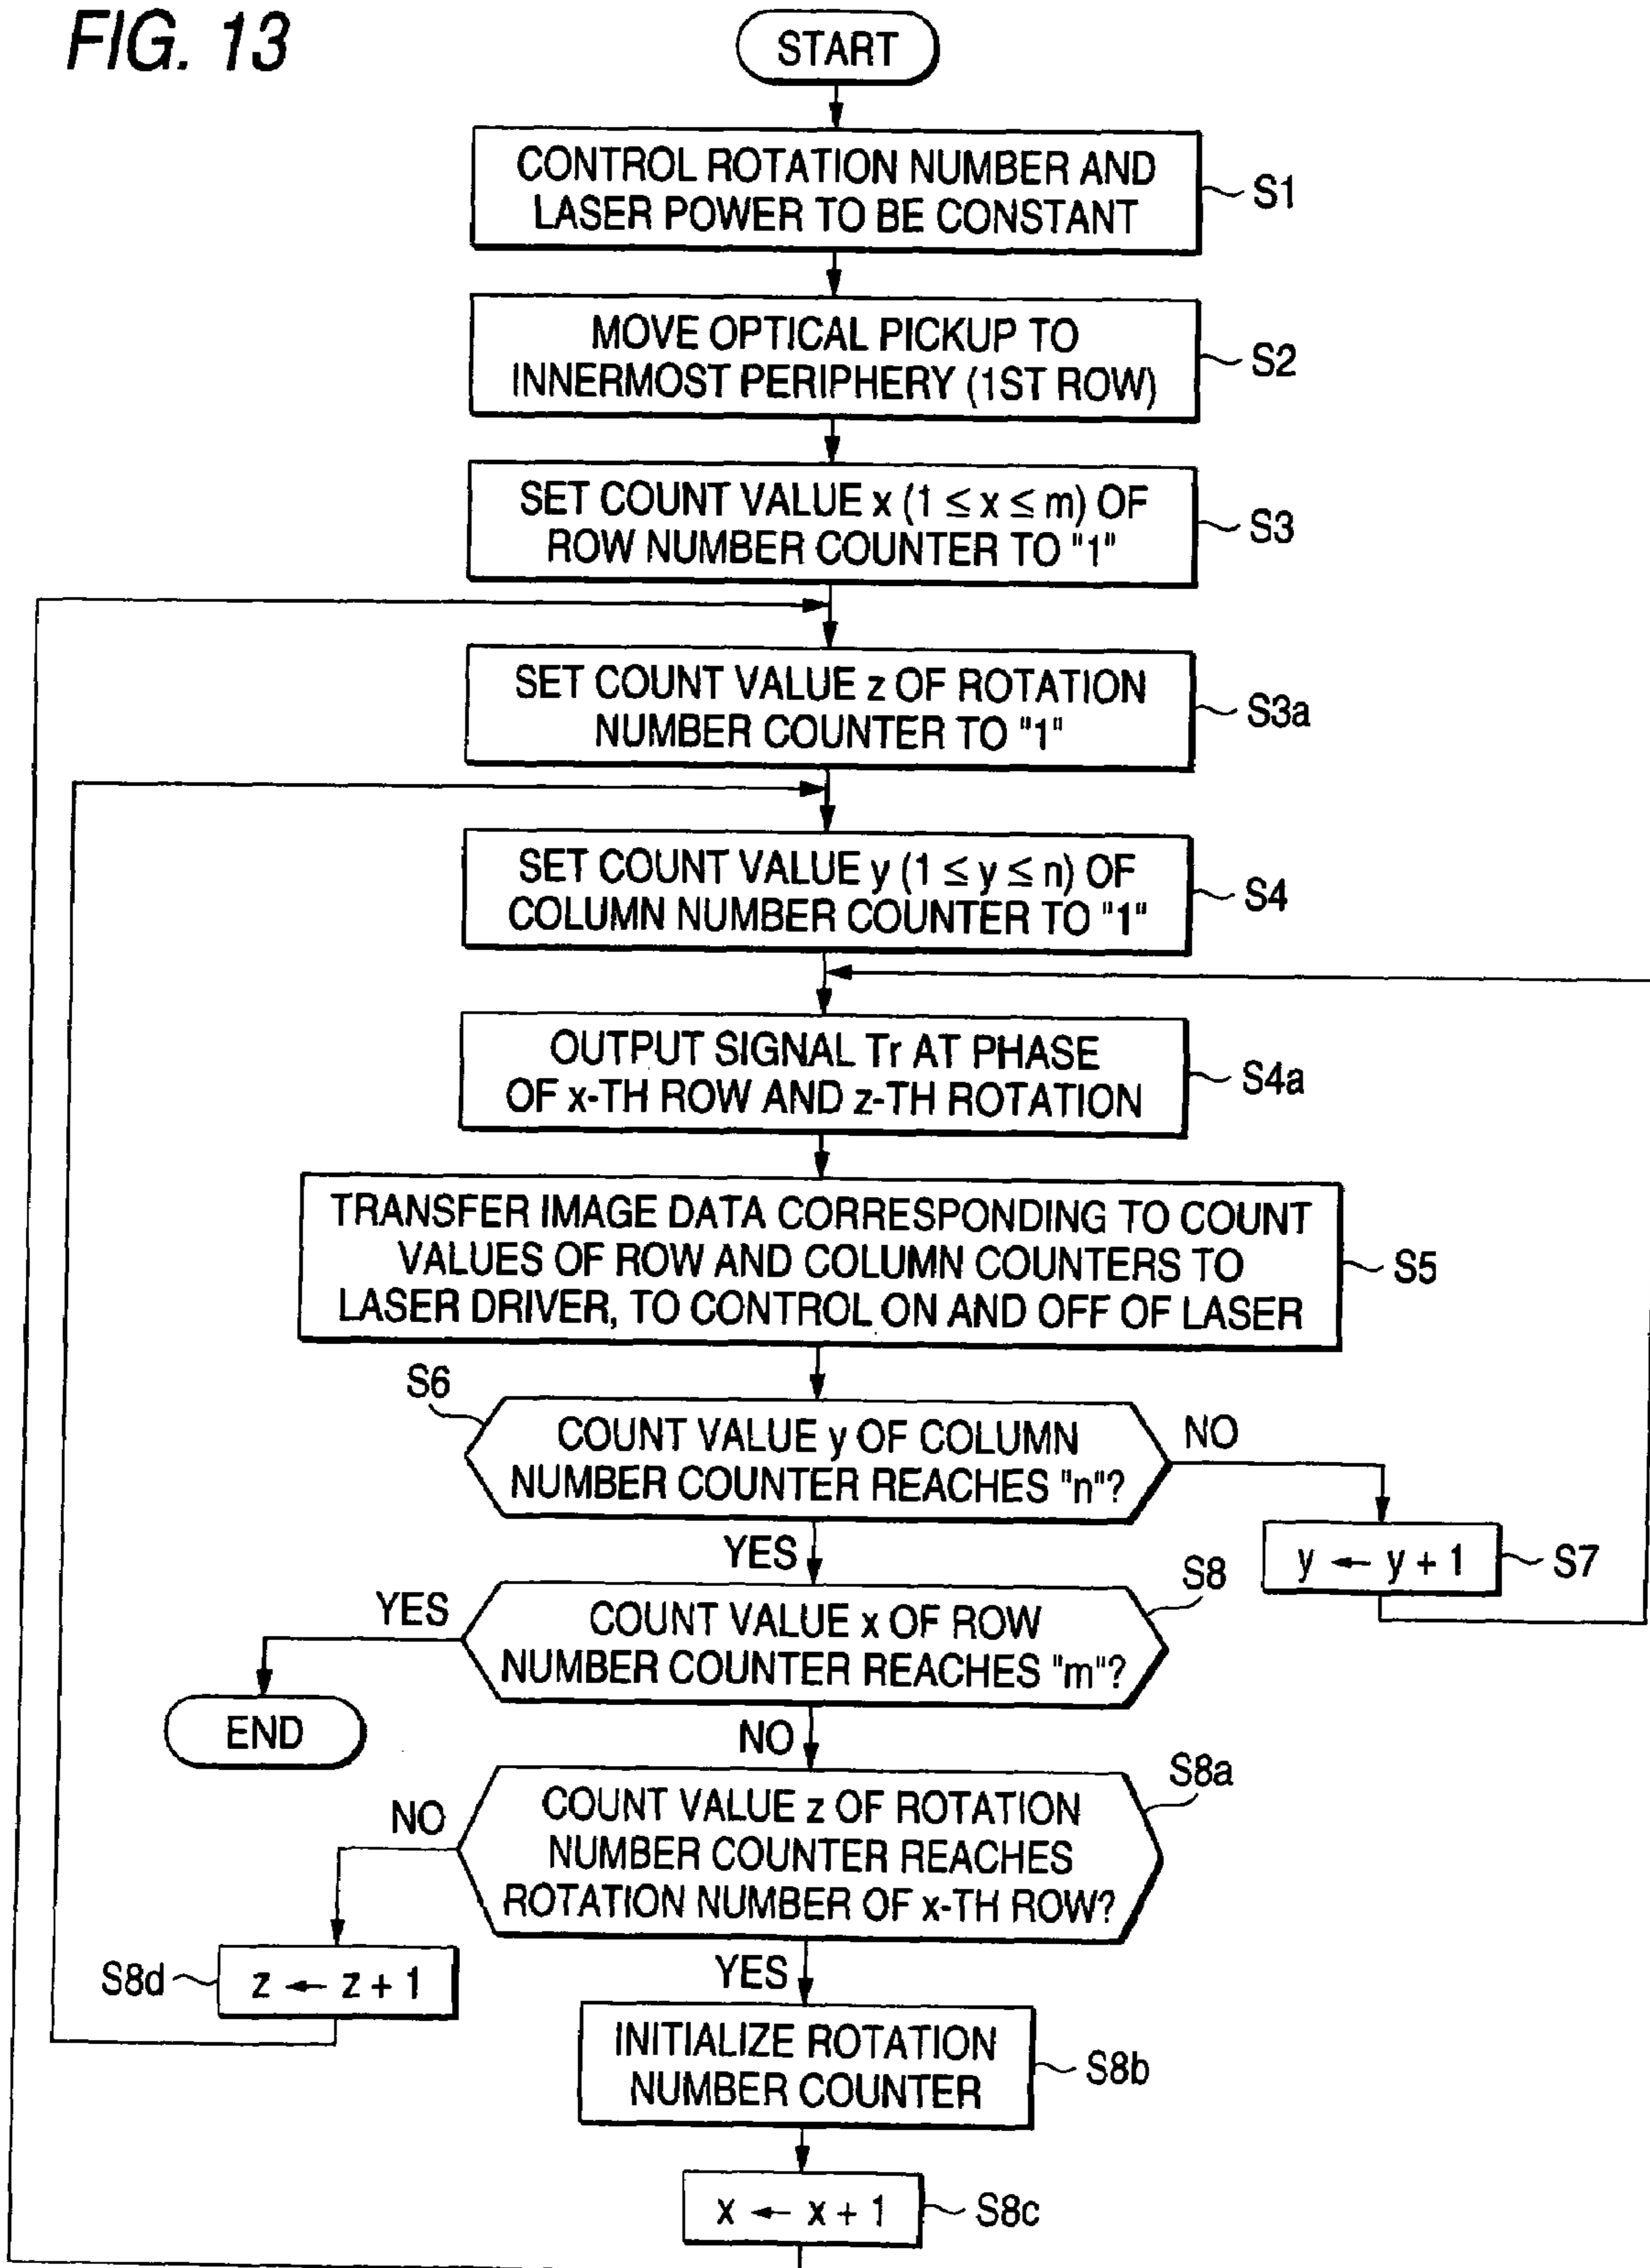 FIG. 13
START
CONTROL ROTATION NUMBER AND
LASER POWER TO BE CONSTANT
S1
MOVE OPTICAL PICKUP TO
INNERMOST PERIPHERY (1ST ROW)
S2
SET COUNT VALUE x (1 ≤ x ≤ m) OF
ROW NUMBER COUNTER TO "1"
S3
SET COUNT VALUE z OF ROTATION
NUMBER COUNTER TO "1"
S3a
SET COUNT VALUE y (1 ≤ y ≤ n) OF
COLUMN NUMBER COUNTER TO "1"
S4
OUTPUT SIGNAL Tr AT PHASE
OF x-TH ROW AND z-TH ROTATION
S4a
TRANSFER IMAGE DATA CORRESPONDING TO COUNT
VALUES OF ROW AND COLUMN COUNTERS TO
LASER DRIVER, TO CONTROL ON AND OFF OF LASER
S5
S6
COUNT VALUE y OF COLUMN
NUMBER COUNTER REACHES "n"?
NO
YES
y ← y + 1
S7
S8
YES
COUNT VALUE x OF ROW
NUMBER COUNTER REACHES "m"?
END
NO
S8a
NO
COUNT VALUE z OF ROTATION
NUMBER COUNTER REACHES
ROTATION NUMBER OF x-TH ROW?
S8d
z ← z + 1
YES
INITIALIZE ROTATION
NUMBER COUNTER
S8b
x ← x + 1
S8c